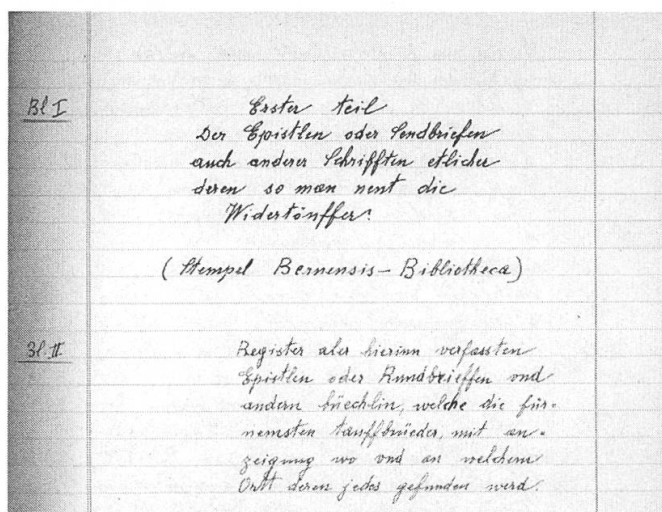 Bl I
Erster teil
Der Epistlen oder Sendbriefen
auch anderer Schrifften etlicher
deren so man nent die
Widertöuffer.
(Stempel Bernensis-Bibliotheca)
Bl. II.
Register aler hierinn verfassten
Epistlen oder Rundbrieffen vnd
andern büechlin, welche die für-
nemsten tauffbrüeder, mit an-
zeigung wo vnd an welchem
Ortt deren jedes gefunden werd.